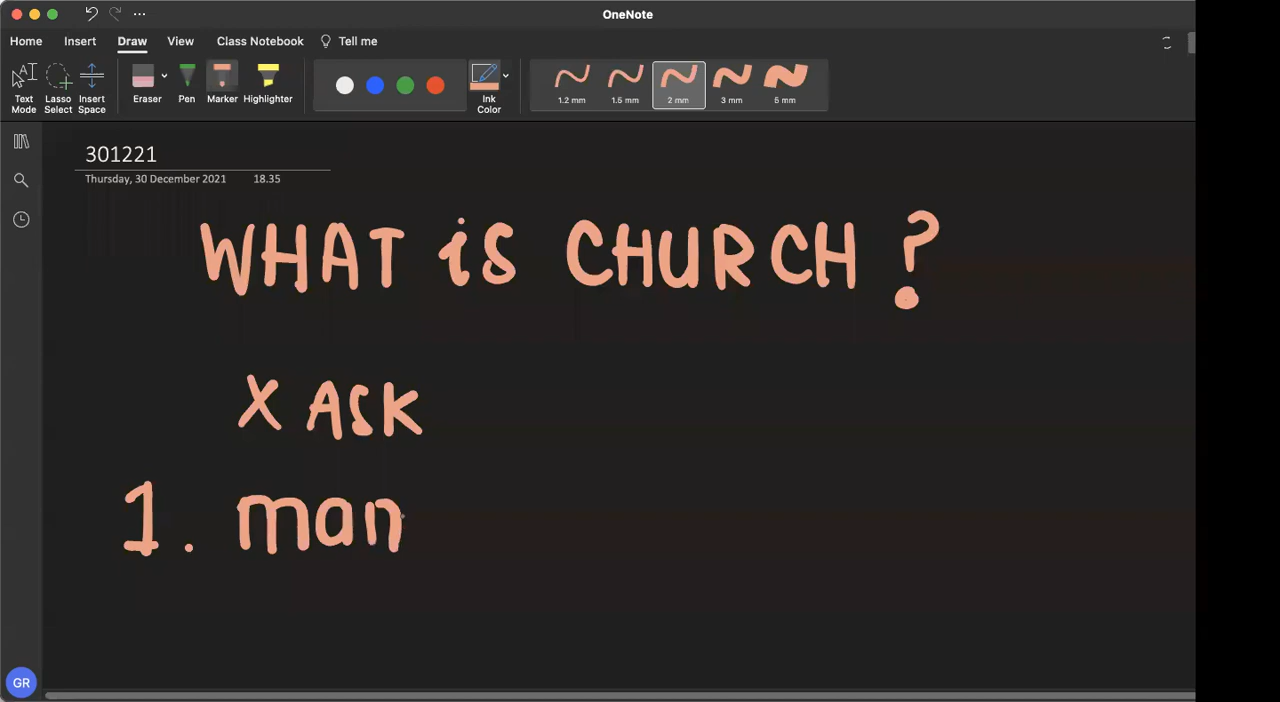 OneNote
Home Insert Draw View Class Notebook Tell me
Text Mode
Lasso Select
Insert Space
Eraser
Pen
Marker
Highlighter
Ink Color
1.2 mm
1.5 mm
2 mm
3 mm
5 mm
301221
Thursday, 30 December 2021 18.35
WHAT iS CHURCH ?
X ASK
1. man
GR